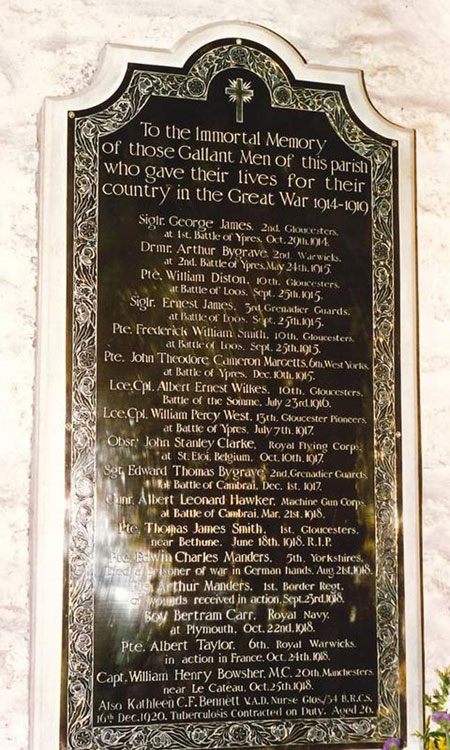 To the Immortal Memory
of those Gallant Men of this parish
who gave their lives for their
country in the Great War 1914-1919
Siglr. George James, 2nd. Gloucesters,
at 1st. Battle of Ypres, Oct. 29th. 1914.
Drmr. Arthur Bygrave, 2nd. Warwicks,
at 2nd. Battle of Ypres, May 24th. 1915.
Pte. William Diston, 10th. Gloucesters,
at Battle of Loos, Sept. 25th. 1915.
Siglr. Ernest James, 3rd Grenadier Guards,
at Battle of Loos, Sept. 25th. 1915.
Pte. Frederick William Smith, 10th. Gloucesters,
at Battle of Loos, Sept. 25th. 1915.
Pte. John Theodore Cameron Margetts, 6th. West Yorks.
at Battle of Ypres, Dec. 10th. 1915.
Lce. Cpl. Albert Ernest Wilkes, 10th. Gloucesters,
Battle of the Somme, July 23rd. 1916.
Lce. Cpl. William Percy West, 13th. Gloucester Pioneers,
at Battle of Ypres, July 7th. 1917.
Obsr. John Stanley Clarke, Royal Flying Corps,
at St. Eloi, Belgium, Oct. 10th. 1917.
Sgt. Edward Thomas Bygrave, 2nd. Grenadier Guards,
at Battle of Cambrai, Dec. 1st. 1917.
Gunr. Albert Leonard Hawker, Machine Gun Corps,
at Battle of Cambrai, Mar. 21st. 1918.
Pte. Thomas James Smith, 1st. Gloucesters,
near Bethune, June 18th. 1918. R.I.P.
Pte. Edwin Charles Manders, 5th. Yorkshires,
Died a prisoner of war in German hands, Aug. 21st. 1918.
Arthur Manders, 1st. Border Regt.
of wounds received in action, Sept. 23rd. 1918.
Boy Bertram Carr, Royal Navy,
at Plymouth, Oct. 22nd. 1918.
Pte. Albert Taylor, 6th. Royal Warwicks,
in action in France, Oct. 24th. 1918.
Capt. William Henry Bowsher, M.C. 20th. Manchesters,
near Le Cateau, Oct. 25th. 1918.
Also Kathleen C.F. Bennett V.A.D. Nurse Glos/54 B.R.C.S.
16th Dec. 1920. Tuberculosis Contracted on Duty. Aged 26.